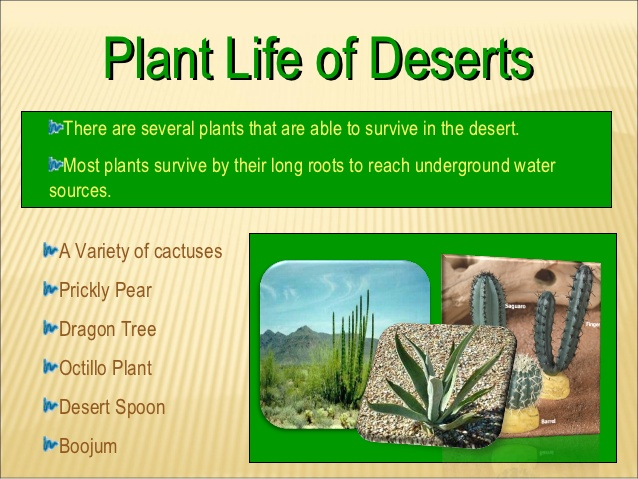 Plant Life of Deserts
There are several plants that are able to survive in the desert.
Most plants survive by their long roots to reach underground water
sources.
A Variety of cactuses
Prickly Pear
Dragon Tree
Octillo Plant
Desert Spoon
Boojum
Saguaro
Finger
Barrel